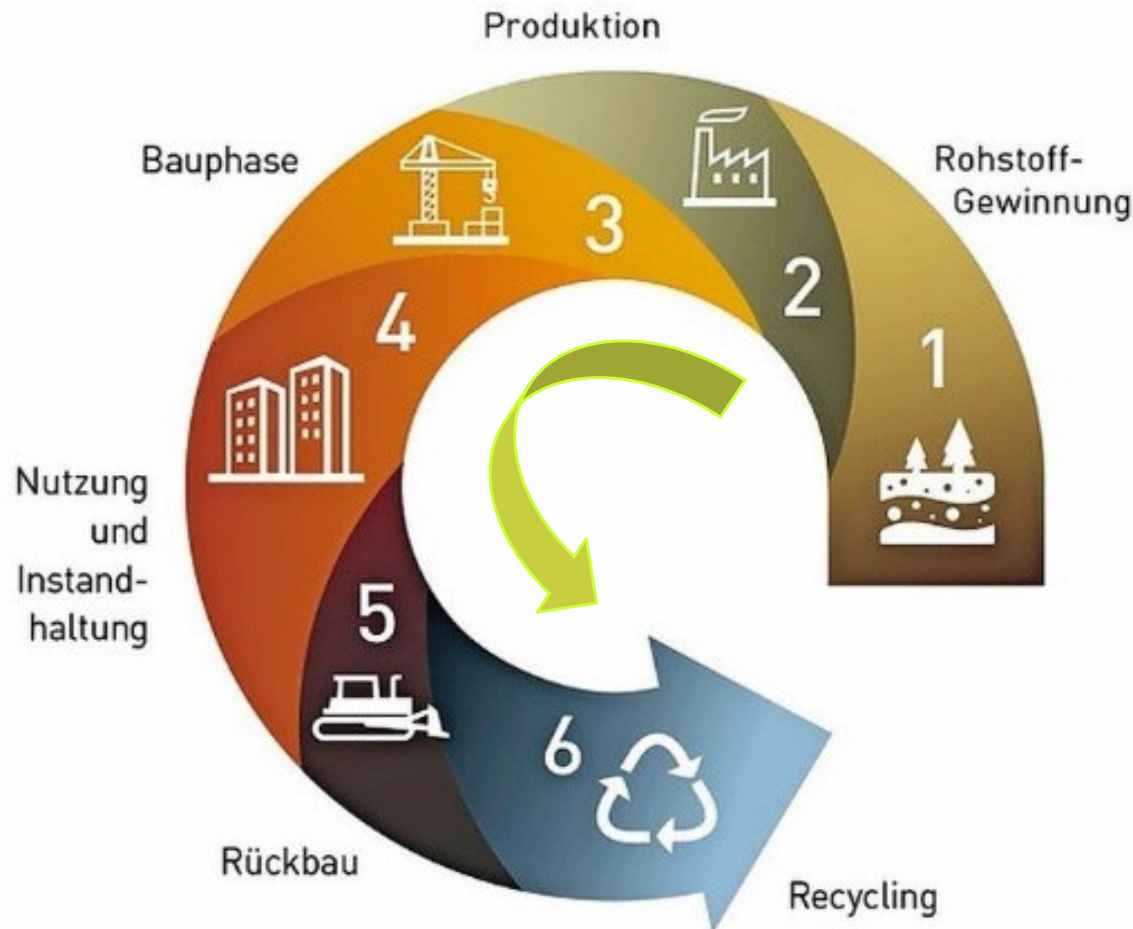 Produktion
Bauphase
Rohstoff-
Gewinnung
3
2
4
1
Nutzung
und
Instand-
haltung
5
6
Rückbau
Recycling